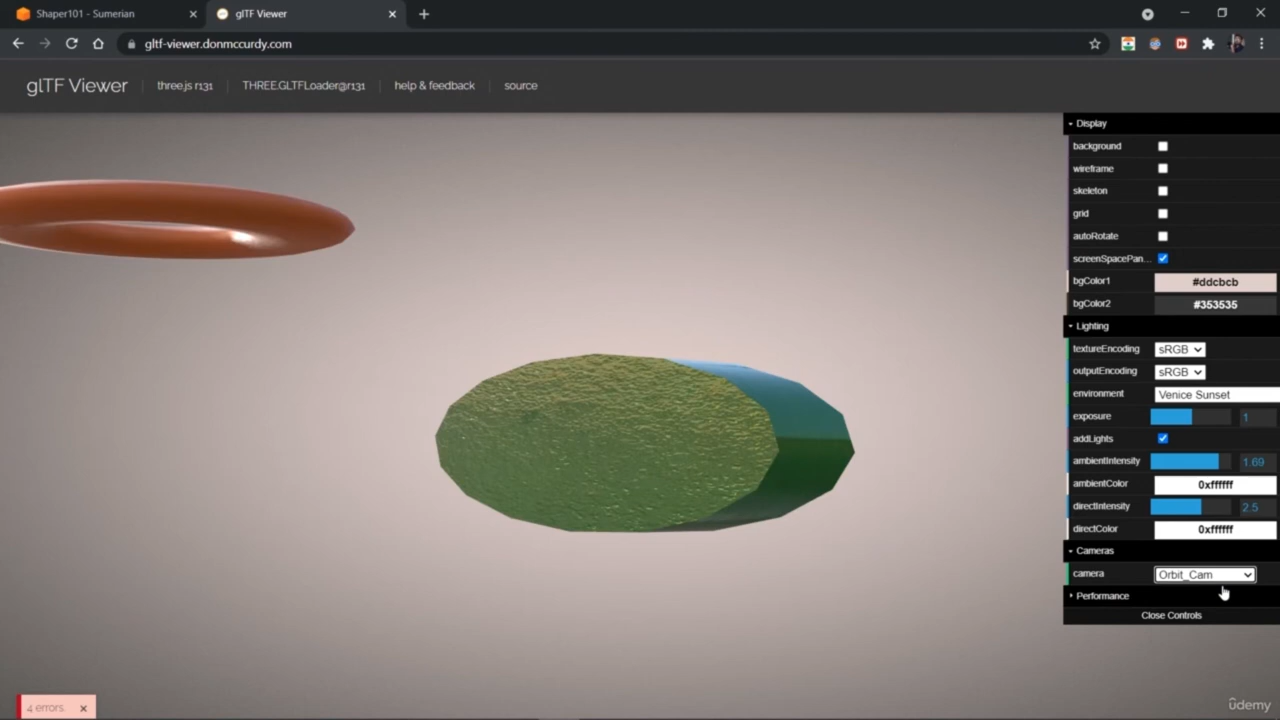 Shaper101 - Sumerian
glTF Viewer
gltf-viewer.donmccurdy.com
glTF Viewer
three.js r131
THREE.GLTFLoader@r131
help & feedback
source
Display
background
wireframe
skeleton
grid
autoRotate
screenSpacePan...
bgColor1 #ddcbcb
bgColor2 #353535
Lighting
textureEncoding sRGB
outputEncoding sRGB
environment Venice Sunset
exposure 1
addLights
ambientIntensity 1.69
ambientColor 0xffffff
directIntensity 2.5
directColor 0xffffff
Cameras
camera Orbit_Cam
Performance
Close Controls
4 errors.
ûdemy